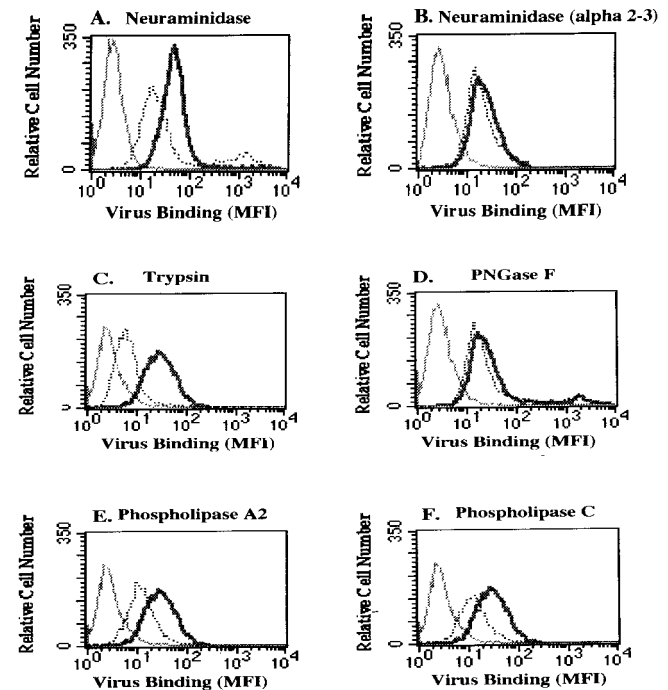 A. Neuraminidase
Relative Cell Number
350
0
10^0 10^1 10^2 10^3 10^4
Virus Binding (MFI)
B. Neuraminidase (alpha 2-3)
Relative Cell Number
350
0
10^0 10^1 10^2 10^3 10^4
Virus Binding (MFI)
C. Trypsin
Relative Cell Number
350
0
10^0 10^1 10^2 10^3 10^4
Virus Binding (MFI)
D. PNGase F
Relative Cell Number
350
0
10^0 10^1 10^2 10^3 10^4
Virus Binding (MFI)
E. Phospholipase A2
Relative Cell Number
350
0
10^0 10^1 10^2 10^3 10^4
Virus Binding (MFI)
F. Phospholipase C
Relative Cell Number
350
0
10^0 10^1 10^2 10^3 10^4
Virus Binding (MFI)